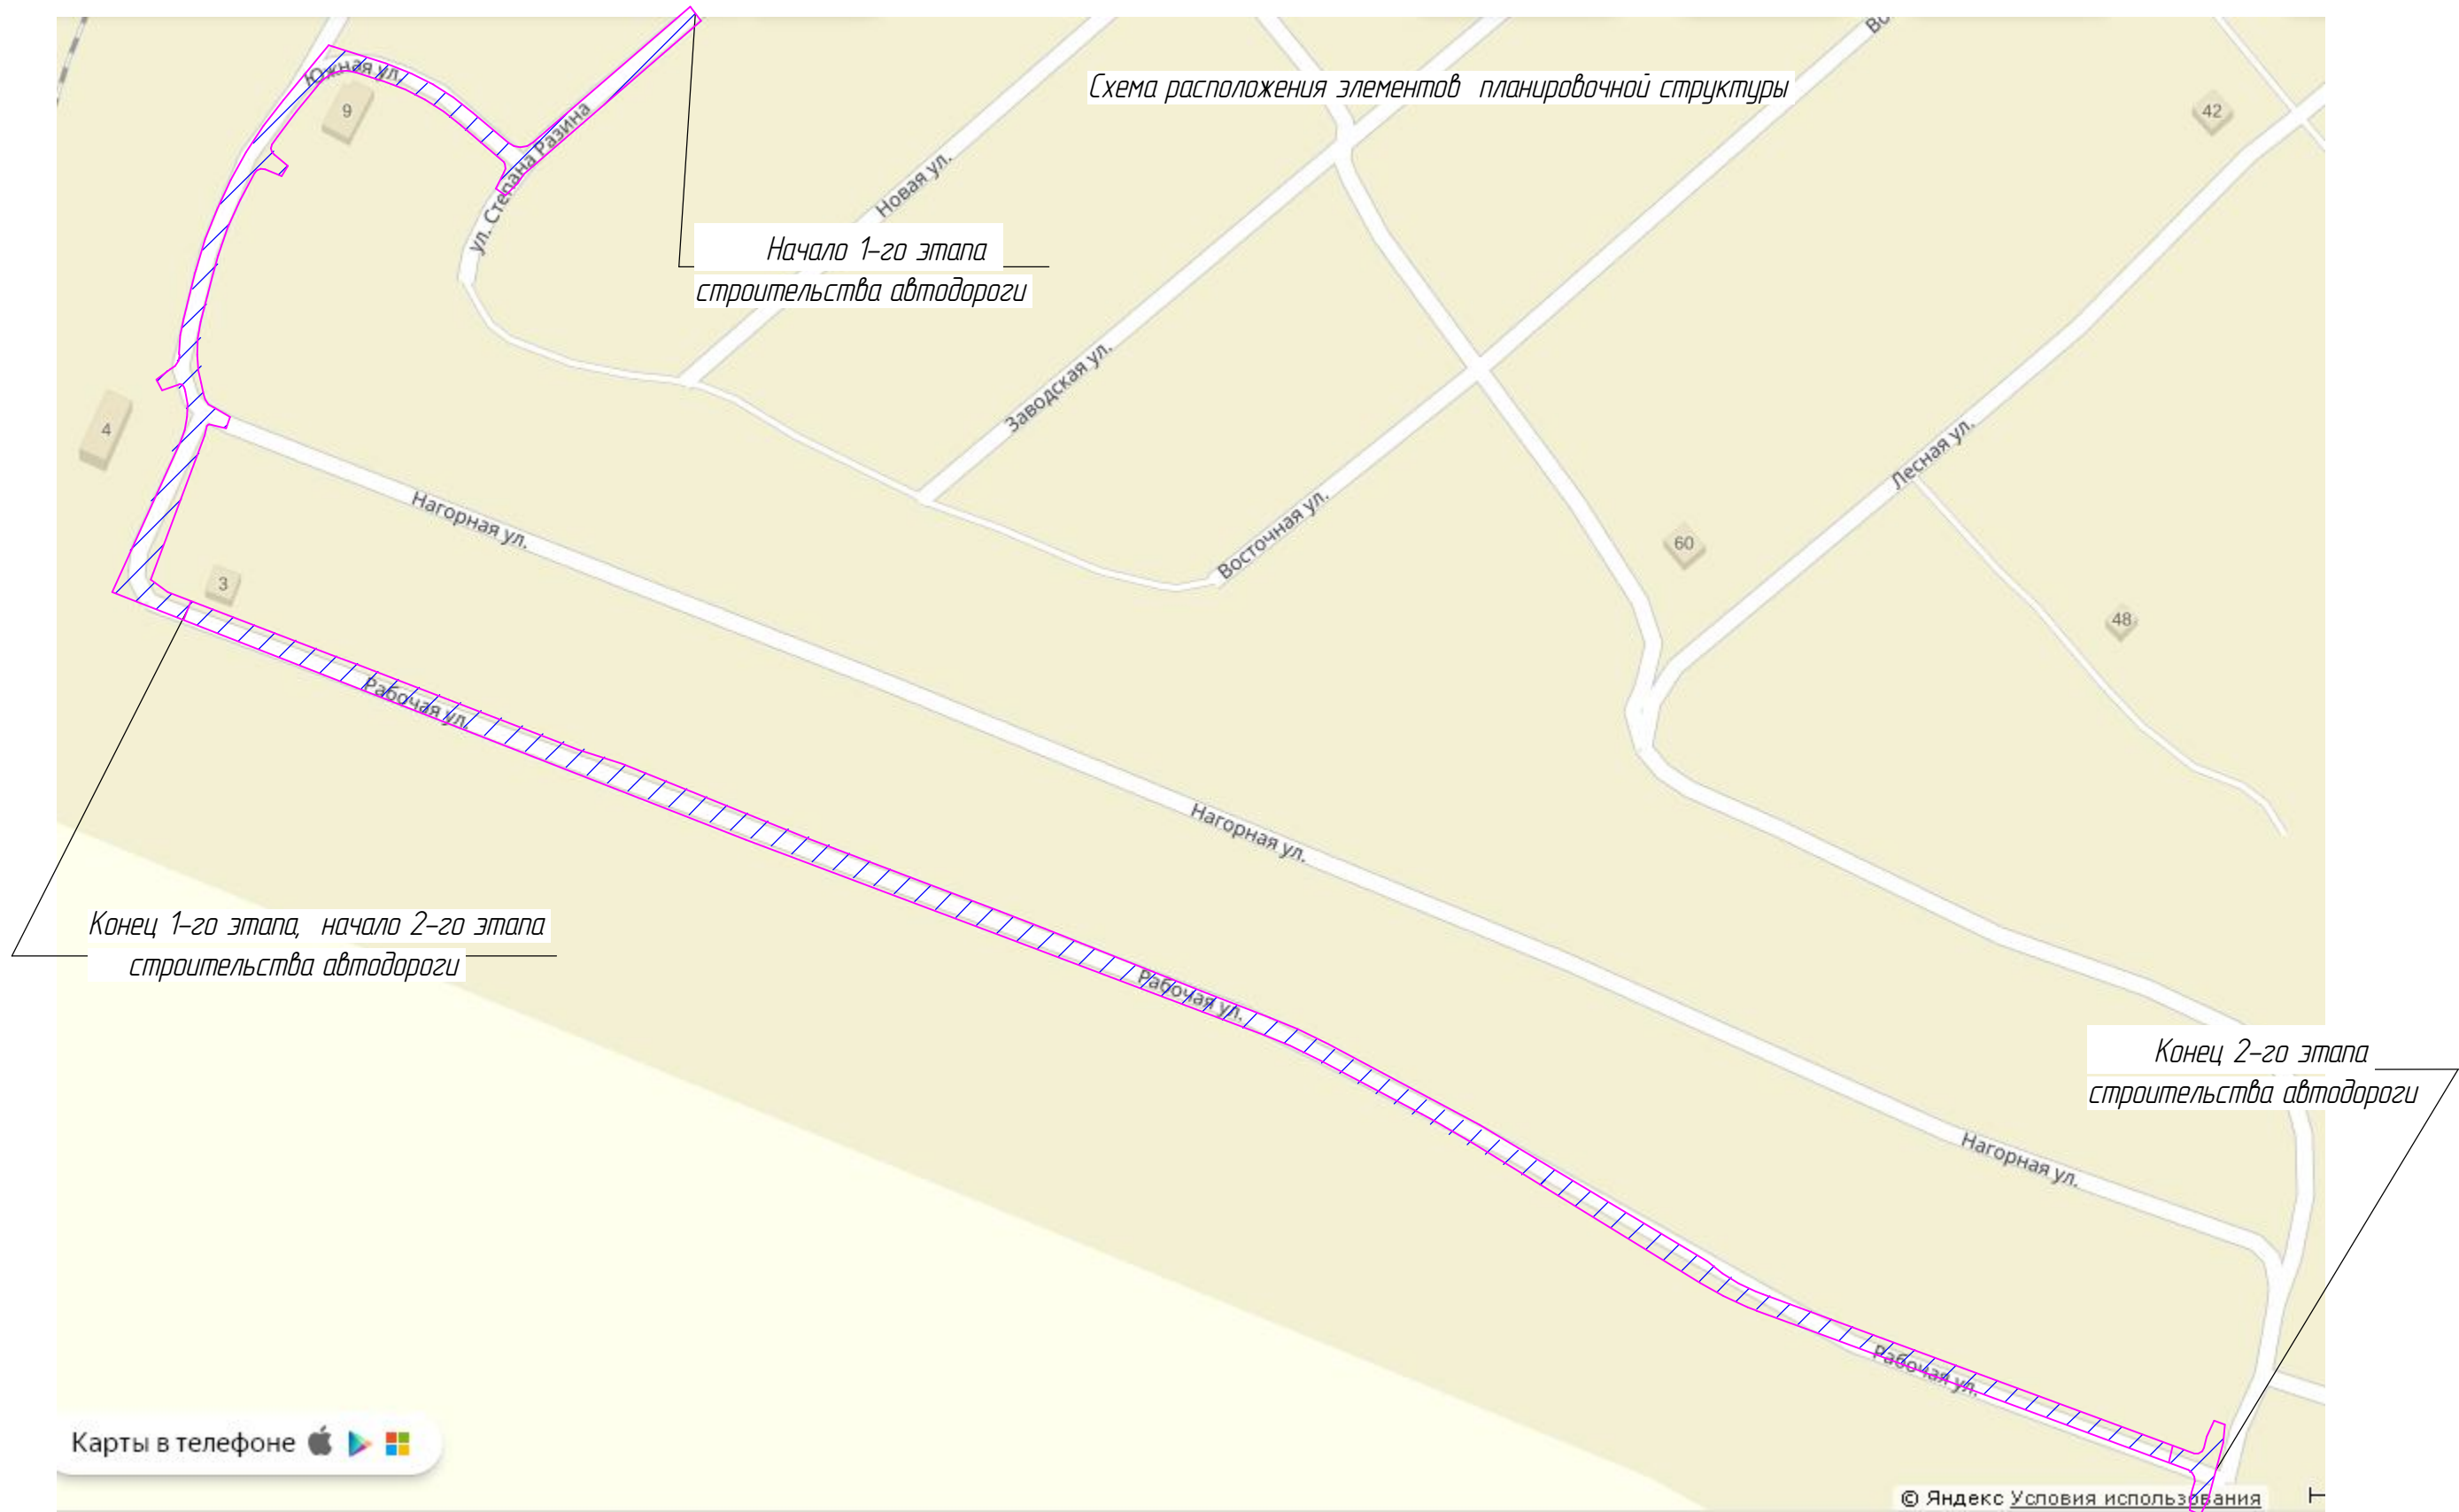 Во
Южная ул.
9
Схема расположения элементов планировочной структуры
42
ул. Степана Разина
Новая ул.
Начало 1-го этапа
строительства автодороги
Заводская ул.
4
Лесная ул.
Нагорная ул.
Восточная ул.
60
3
48
Рабочая ул.
Нагорная ул.
Конец 1-го этапа, начало 2-го этапа
строительства автодороги
Рабочая ул.
Конец 2-го этапа
строительства автодороги
Нагорная ул.
Рабочая ул.
Карты в телефоне
© Яндекс Условия использования